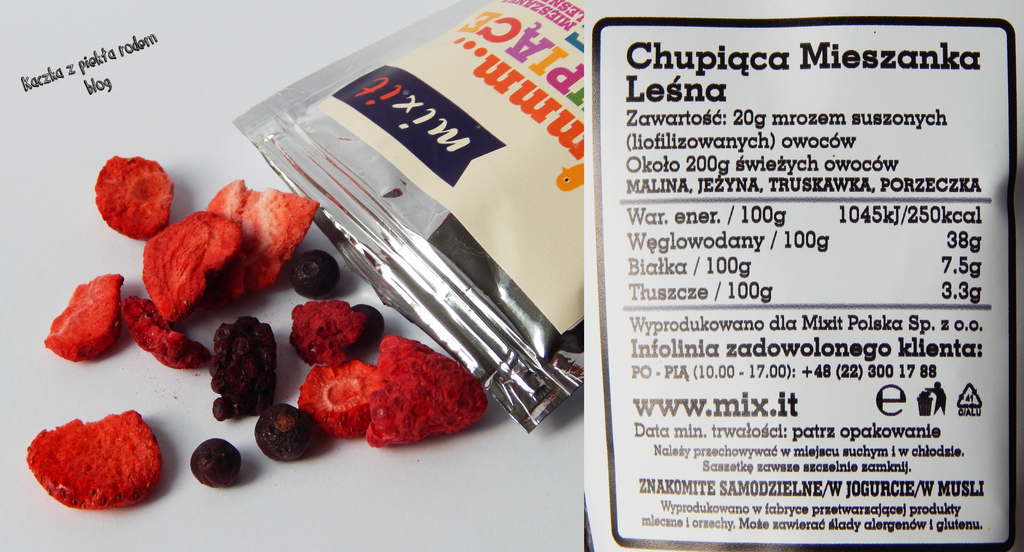 Kaczka z piekła rodem
blog
mmm...
CHRUPIĄCE
mix.it
Chupiąca Mieszanka
Leśna
Zawartość: 20g mrozem suszonych
(liofilizowanych) owoców
Około 200g świeżych owoców
MALINA, JEŻYNA, TRUSKAWKA, PORZECZKA
War. ener. / 100g 1045kJ/250kcal
Węglowodany / 100g 38g
Białka / 100g 7.5g
Tłuszcze / 100g 3.3g
Wyprodukowano dla Mixit Polska Sp. z o.o.
Infolinia zadowolonego klienta:
PO - PIĄ (10.00 - 17.00): +48 (22) 300 17 88
www.mix.it
e
41
C/ALU
Data min. trwałości: patrz opakowanie
Należy przechowywać w miejscu suchym i w chłodzie.
Saszetkę zawsze szczelnie zamknij.
ZNAKOMITE SAMODZIELNE/W JOGURCIE/W MUSLI
Wyprodukowano w fabryce przetwarzającej produkty
mleczne i orzechy. Może zawierać ślady alergenów i glutenu.